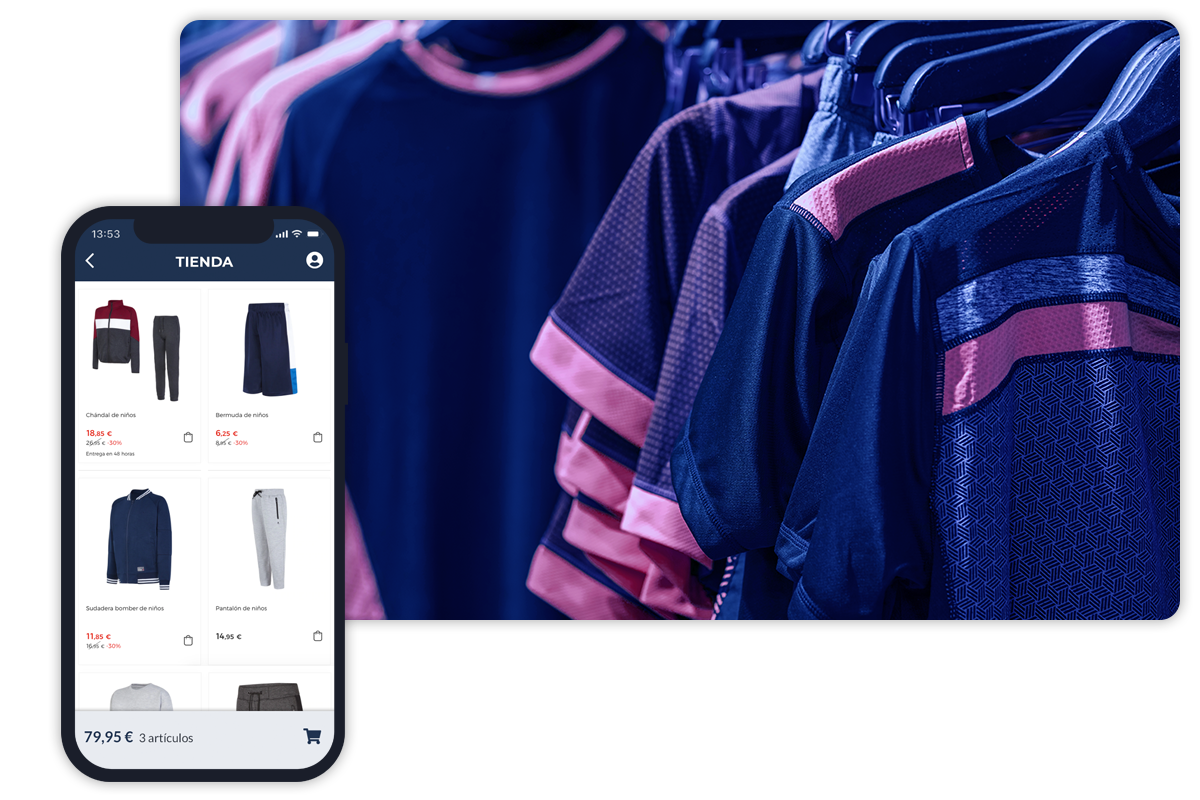 13:53
TIENDA
Chándal de niños
18,85 €
26,95 € -30%
Entrega en 48 horas
Bermuda de niños
6,25 €
8,95 € -30%
Sudadera bomber de niños
11,85 €
16,95 € -30%
Pantalón de niños
14,95 €
79,95 € 3 artículos